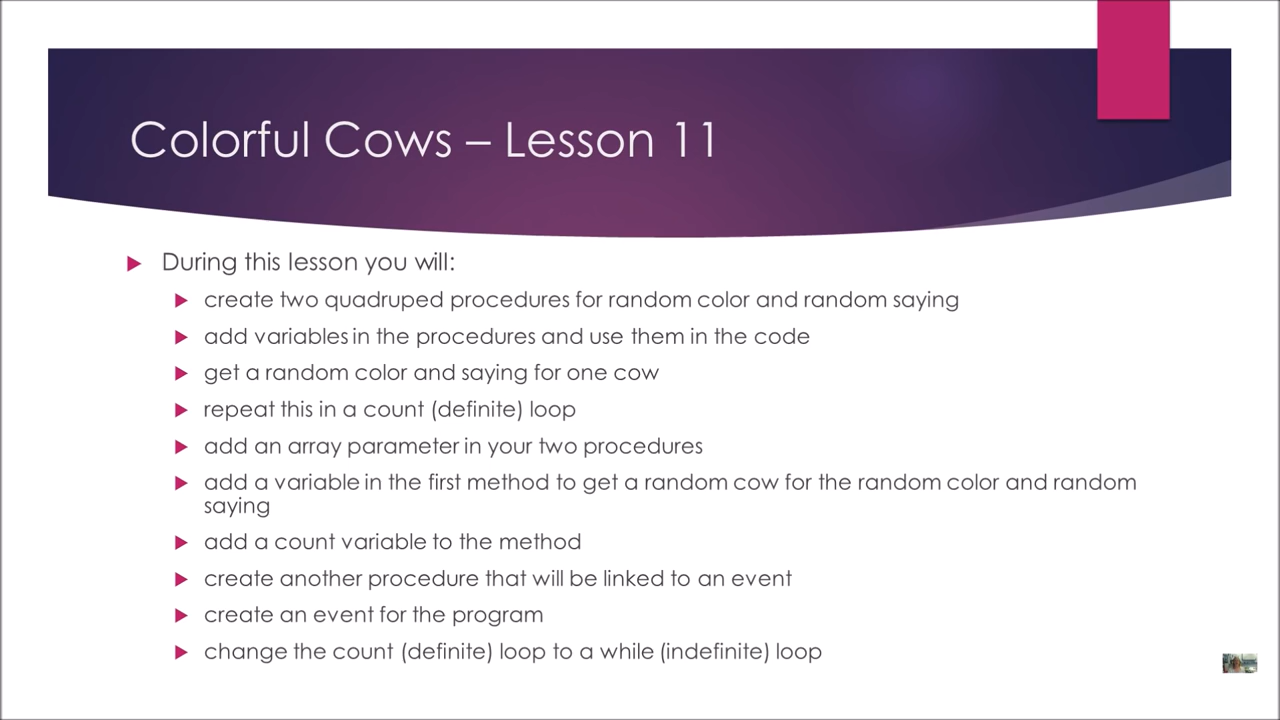 Colorful Cows – Lesson 11
During this lesson you will:
create two quadruped procedures for random color and random saying
add variables in the procedures and use them in the code
get a random color and saying for one cow
repeat this in a count (definite) loop
add an array parameter in your two procedures
add a variable in the first method to get a random cow for the random color and random
saying
add a count variable to the method
create another procedure that will be linked to an event
create an event for the program
change the count (definite) loop to a while (indefinite) loop